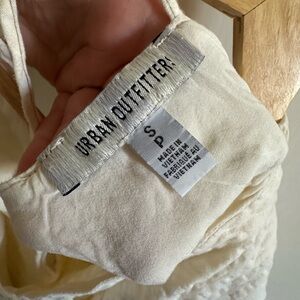 URBAN OUTFITTERS
S
P
MADE IN
VIETNAM
FABRIQUÉ AU
VIETNAM